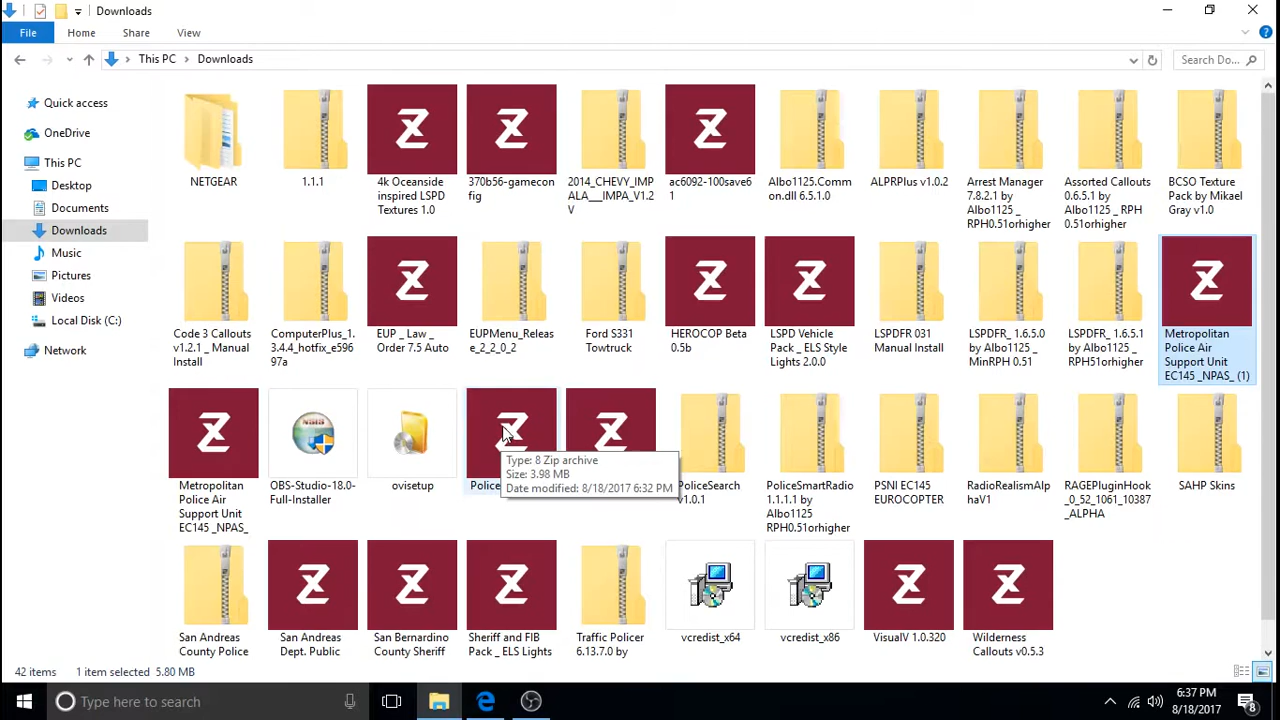 Downloads
File Home Share View
This PC Downloads Search Do...
Quick access
OneDrive
This PC
Desktop
Documents
Downloads
Music
Pictures
Videos
Local Disk (C:)
Network
NETGEAR
1.1.1
4k Oceanside
inspired LSPD
Textures 1.0
370b56-gamecon
fig
2014_CHEVY_IMP
ALA___IMPA_V1.2
V
ac6092-100save6
1
Albo1125.Com
on.dll 6.5.1.0
ALPRPlus v1.0.2
Arrest Manager
7.8.2.1 by
Albo1125 _
RPH0.51orhigher
Assorted Callouts
0.6.5.1 by
Albo1125 _
RPH0.51orhigher
BCSO Texture
Pack by Mikael
Gray v1.0
Code 3 Callouts
v1.2.1 _ Manual
Install
ComputerPlus_1.
3.4.4_hotfix_e596
97a
EUP _ Law _
Order 7.5 Auto
EUPMenu_Releas
e_2_2_0_2
Ford S331
Towtruck
HEROCOP Beta
0.5b
LSPD Vehicle
Pack _ ELS Style
Lights 2.0.0
LSPDFR 031
Manual Install
LSPDFR_ 1.6.5.0
by Albo1125 _
MinRPH 0.51
LSPDFR_ 1.6.5.1
by Albo1125 _
RPH51orhigher
Metropolitan
Police Air
Support Unit
EC145 _NPAS_ (1)
Metropolitan
Police Air
Support Unit
EC145 _NPAS_
OBS-Studio-18.0-
Full-Installer
ovisetup
Police
Type: 8 Zip archive
Size: 3.98 MB
Date modified: 8/18/2017 6:32 PM
PoliceSearch
v1.0.1
PoliceSmartRadio
1.1.1.1 by
Albo1125
RPH0.51orhigher
PSNI EC145
EUROCOPTER
RadioRealismAlp
haV1
RAGEPluginHook
_0_52_1061_10387
_ALPHA
SAHP Skins
San Andreas
County Police
San Andreas
Dept. Public
San Bernardino
County Sheriff
Sheriff and FIB
Pack _ ELS Lights
Traffic Policer
6.13.7.0 by
vcredist_x64
vcredist_x86
VisualV 1.0.320
Wilderness
Callouts v0.5.3
42 items 1 item selected 5.80 MB
Type here to search
6:37 PM
8/18/2017
8